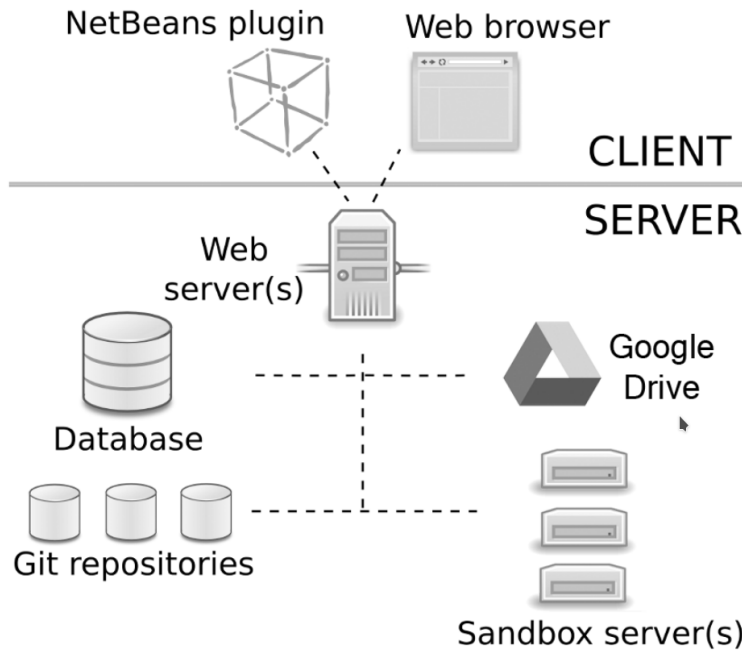 NetBeans plugin
Web browser
CLIENT
SERVER
Web
server(s)
Google
Drive
Database
Git repositories
Sandbox server(s)